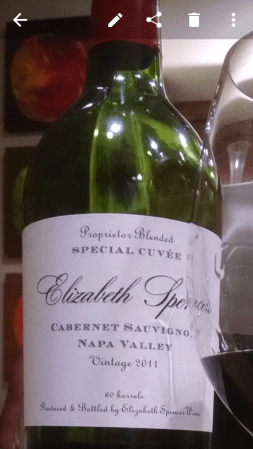 Proprietor Blended
SPECIAL CUVÉE
Elizabeth Spencer
CABERNET SAUVIGNO
NAPA VALLEY
Vintage 2011
60 barrels
Produced & Bottled by Elizabeth Spencer Wines